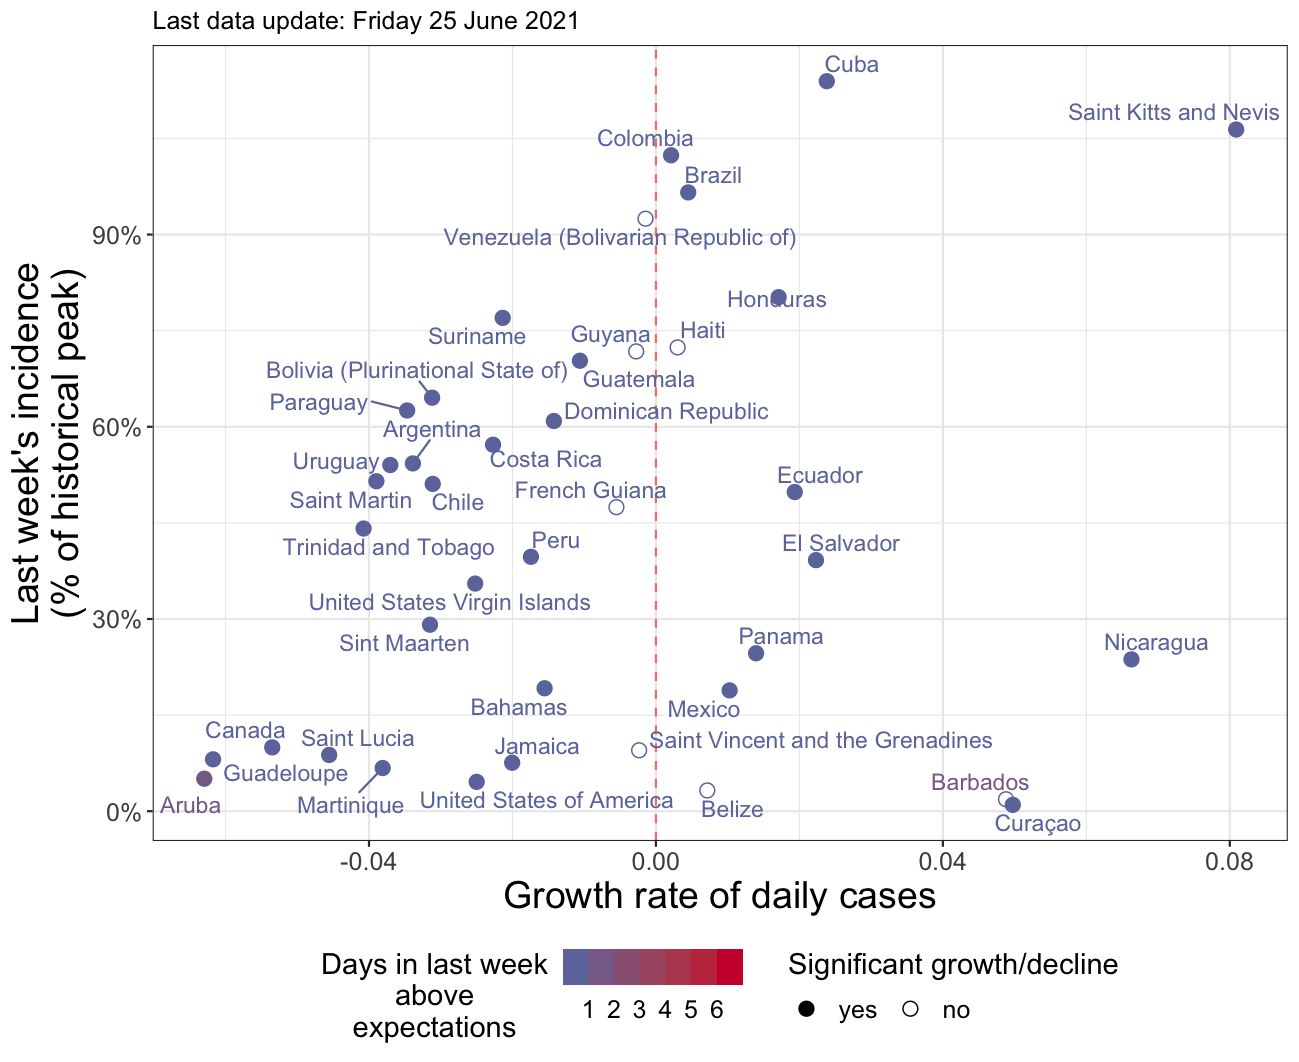 Last data update: Friday 25 June 2021
Cuba
Saint Kitts and Nevis
Colombia
Brazil
90%
Venezuela (Bolivarian Republic of)
Honduras
Suriname
Guyana
Haiti
Bolivia (Plurinational State of)
Guatemala
Paraguay
Dominican Republic
60%
Argentina
Uruguay
Costa Rica
Ecuador
Saint Martin
Chile
French Guiana
Trinidad and Tobago
Peru
El Salvador
United States Virgin Islands
30%
Sint Maarten
Panama
Nicaragua
Bahamas
Mexico
Canada
Saint Lucia
Jamaica
Saint Vincent and the Grenadines
Guadeloupe
Barbados
Aruba
Martinique
United States of America
Belize
0%
Curaçao
Last week's incidence
(% of historical peak)
-0.04
0.00
0.04
0.08
Growth rate of daily cases
Days in last week
above
expectations
1 2 3 4 5 6
Significant growth/decline
yes
no